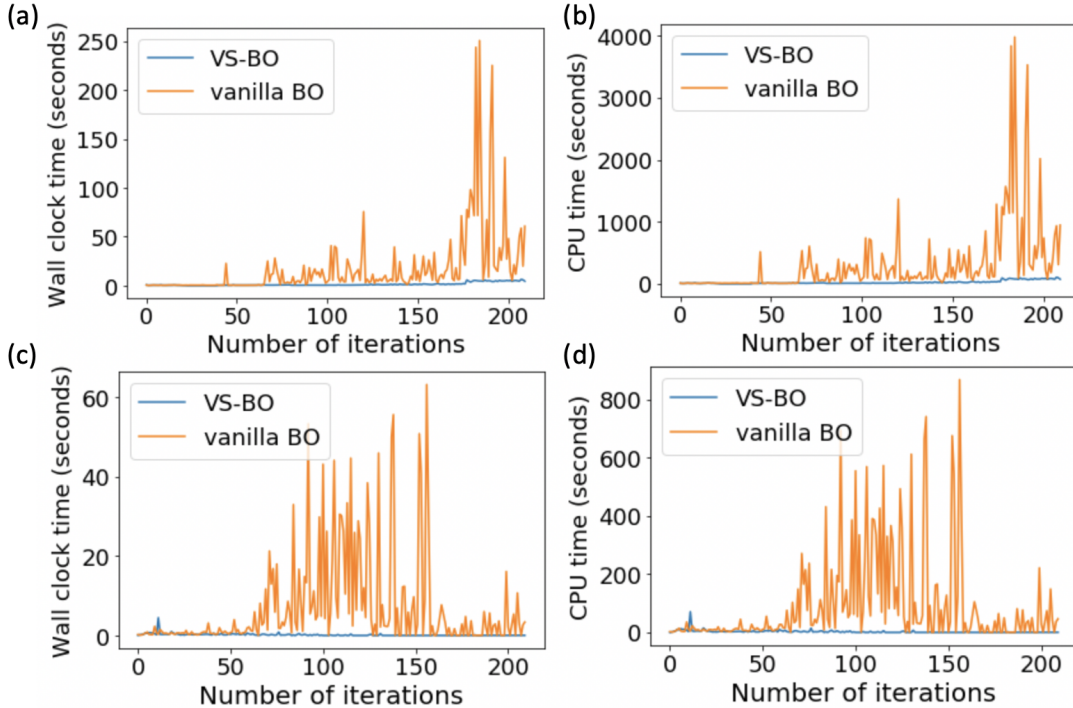 (a)
Wall clock time (seconds)
250
200
150
100
50
0
VS-BO
vanilla BO
0 50 100 150 200
Number of iterations
(b)
CPU time (seconds)
4000
3000
2000
1000
0
VS-BO
vanilla BO
0 50 100 150 200
Number of iterations
(c)
Wall clock time (seconds)
60
40
20
0
VS-BO
vanilla BO
0 50 100 150 200
Number of iterations
(d)
CPU time (seconds)
800
600
400
200
0
VS-BO
vanilla BO
0 50 100 150 200
Number of iterations